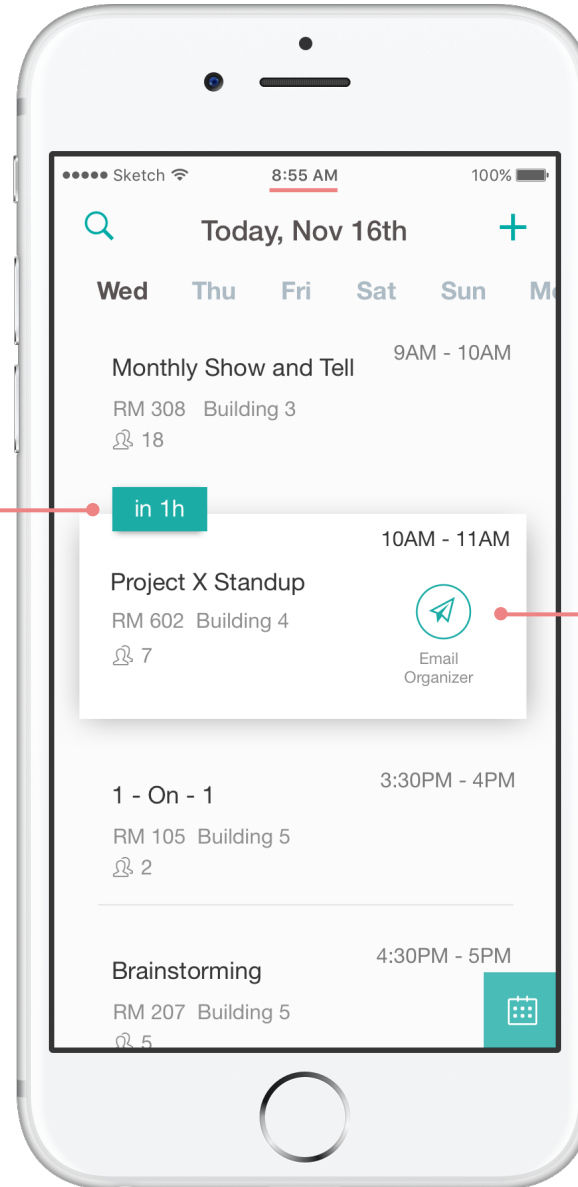 Sketch 8:55 AM 100%
Today, Nov 16th
Wed Thu Fri Sat Sun Mo
Monthly Show and Tell 9AM - 10AM
RM 308 Building 3
18
in 1h
10AM - 11AM
Project X Standup
RM 602 Building 4
7
Email
Organizer
1 - On - 1 3:30PM - 4PM
RM 105 Building 5
2
Brainstorming 4:30PM - 5PM
RM 207 Building 5
5